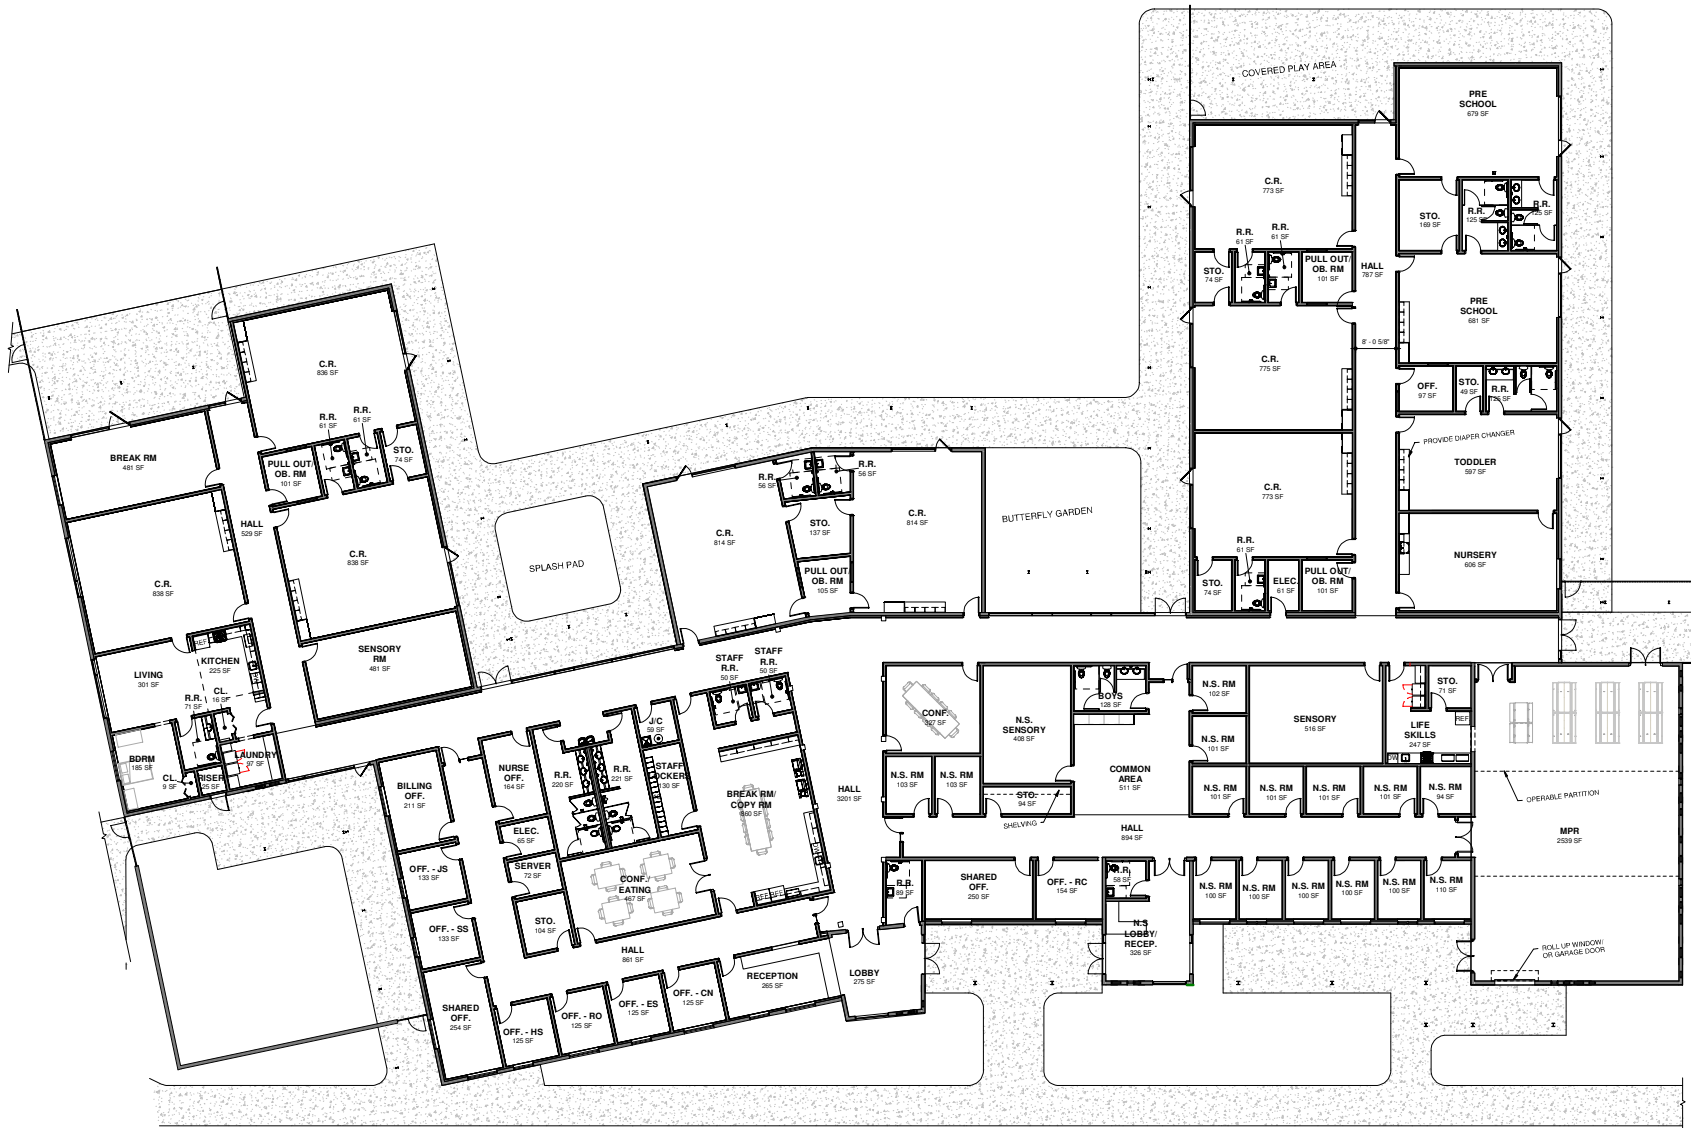 COVERED PLAY AREA
PRE
SCHOOL
679 SF
C.R.
773 SF
STO.
169 SF
R.R.
125 SF
R.R.
125 SF
R.R.
61 SF
R.R.
61 SF
STO.
74 SF
PULL OUT/
OB. RM
101 SF
HALL
787 SF
PRE
SCHOOL
681 SF
8' - 0 5/8"
C.R.
775 SF
OFF.
97 SF
STO.
49 SF
R.R.
125 SF
PROVIDE DIAPER CHANGER
TODDLER
597 SF
C.R.
773 SF
R.R.
61 SF
STO.
74 SF
ELEC.
61 SF
PULL OUT/
OB. RM
101 SF
NURSERY
606 SF
C.R.
836 SF
R.R.
61 SF
R.R.
61 SF
STO.
74 SF
PULL OUT/
OB. RM
101 SF
BREAK RM
481 SF
HALL
529 SF
C.R.
838 SF
C.R.
838 SF
SENSORY
RM
481 SF
REF
KITCHEN
225 SF
LIVING
301 SF
CL.
16 SF
R.R.
71 SF
BDRM
185 SF
CL.
9 SF
RISER
25 SF
LAUNDRY
97 SF
SPLASH PAD
R.R.
56 SF
R.R.
56 SF
C.R.
814 SF
STO.
137 SF
PULL OUT/
OB. RM
105 SF
C.R.
814 SF
BUTTERFLY GARDEN
STAFF
R.R.
50 SF
STAFF
R.R.
50 SF
J/C
59 SF
BILLING
OFF.
211 SF
NURSE
OFF.
164 SF
R.R.
220 SF
R.R.
221 SF
STAFF
LOCKERS
130 SF
BREAK RM/
COPY RM
860 SF
DW
REF
REF
ELEC.
65 SF
SERVER
72 SF
STO.
104 SF
CONF./
EATING
467 SF
OFF. - JS
133 SF
OFF. - SS
133 SF
HALL
861 SF
SHARED
OFF.
254 SF
OFF. - HS
125 SF
OFF. - RO
125 SF
OFF. - ES
125 SF
OFF. - CN
125 SF
RECEPTION
265 SF
LOBBY
275 SF
HALL
3201 SF
CONF.
327 SF
N.S.
SENSORY
408 SF
BOYS
128 SF
N.S. RM
102 SF
N.S. RM
101 SF
SENSORY
516 SF
STO.
71 SF
REF
LIFE
SKILLS
247 SF
DW
N.S. RM
103 SF
N.S. RM
103 SF
STO.
94 SF
SHELVING
COMMON
AREA
511 SF
N.S. RM
101 SF
N.S. RM
101 SF
N.S. RM
101 SF
N.S. RM
101 SF
N.S. RM
94 SF
OPERABLE PARTITION
HALL
894 SF
MPR
2539 SF
R.R.
89 SF
SHARED
OFF.
250 SF
OFF. - RC
154 SF
R.R.
58 SF
N.S
LOBBY/
RECEP.
326 SF
N.S. RM
100 SF
N.S. RM
100 SF
N.S. RM
100 SF
N.S. RM
100 SF
N.S. RM
100 SF
N.S. RM
110 SF
ROLL UP WINDOW/
OR GARAGE DOOR